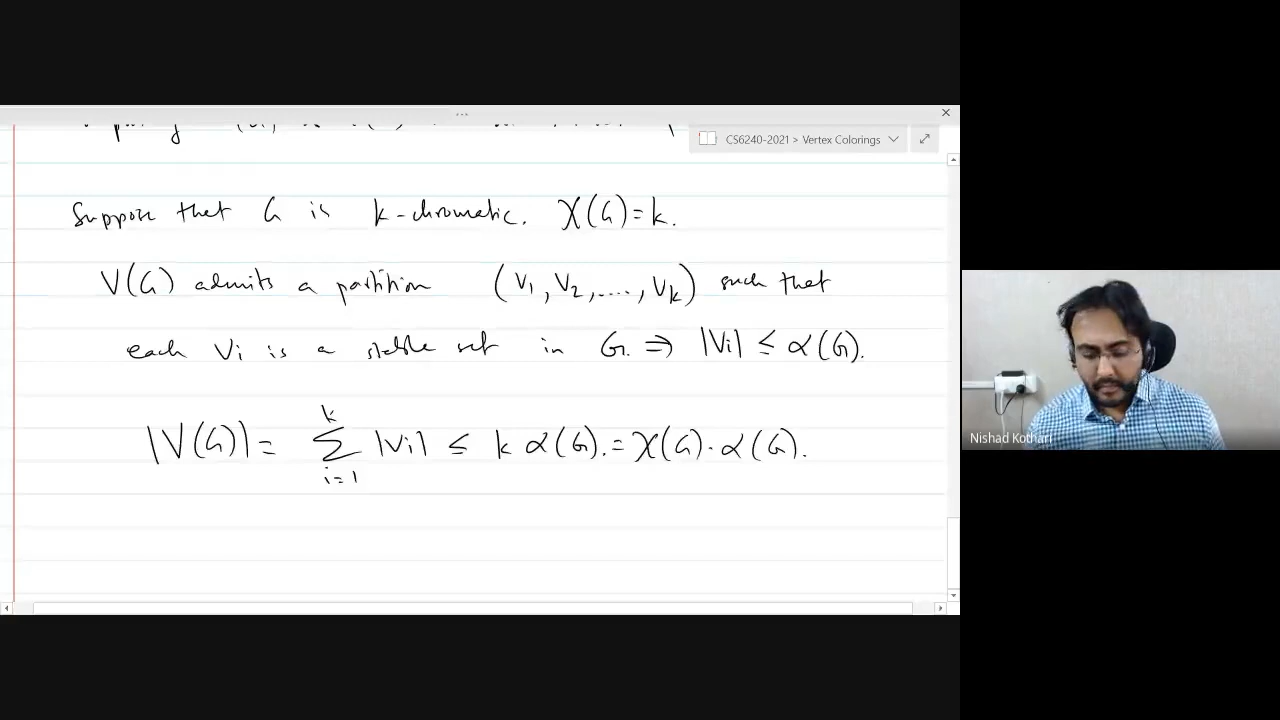 CS6240-2021 > Vertex Colorings
Suppose that G is k-chromatic. χ(G)=k.
V(G) admits a partition (V1, V2, ...., Vk) such that
each Vi is a stable set in G. ⇒ |Vi| ≤ α(G).
|V(G)| = k∑i=1 |Vi| ≤ k α(G). = χ(G)·α(G).
Nishad Kothari